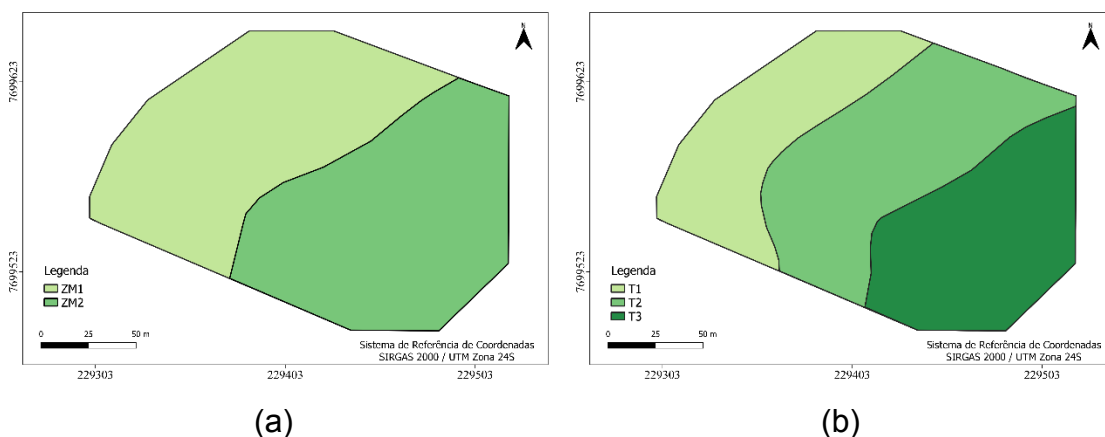 N
7699623
7699523
Legenda
ZM1
ZM2
0 25 50 m
Sistema de Referência de Coordenadas
SIRGAS 2000 / UTM Zona 24S
229303 229403 229503
(a)
N
7699623
7699523
Legenda
T1
T2
T3
0 25 50 m
Sistema de Referência de Coordenadas
SIRGAS 2000 / UTM Zona 24S
229303 229403 229503
(b)